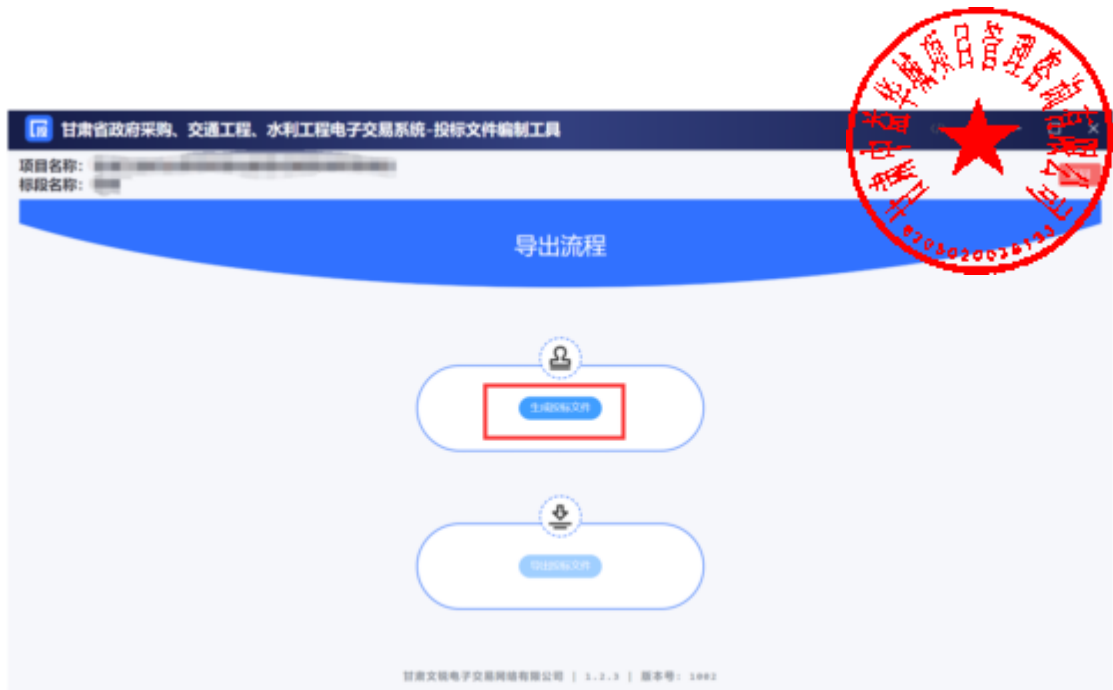 甘肃省政府采购、交通工程、水利工程电子交易系统-投标文件编制工具
项目名称:
标段名称:
导出流程
生成投标文件
导出投标文件
甘肃文锐电子交易网络有限公司 | 1.2.3 | 版本号: 1002